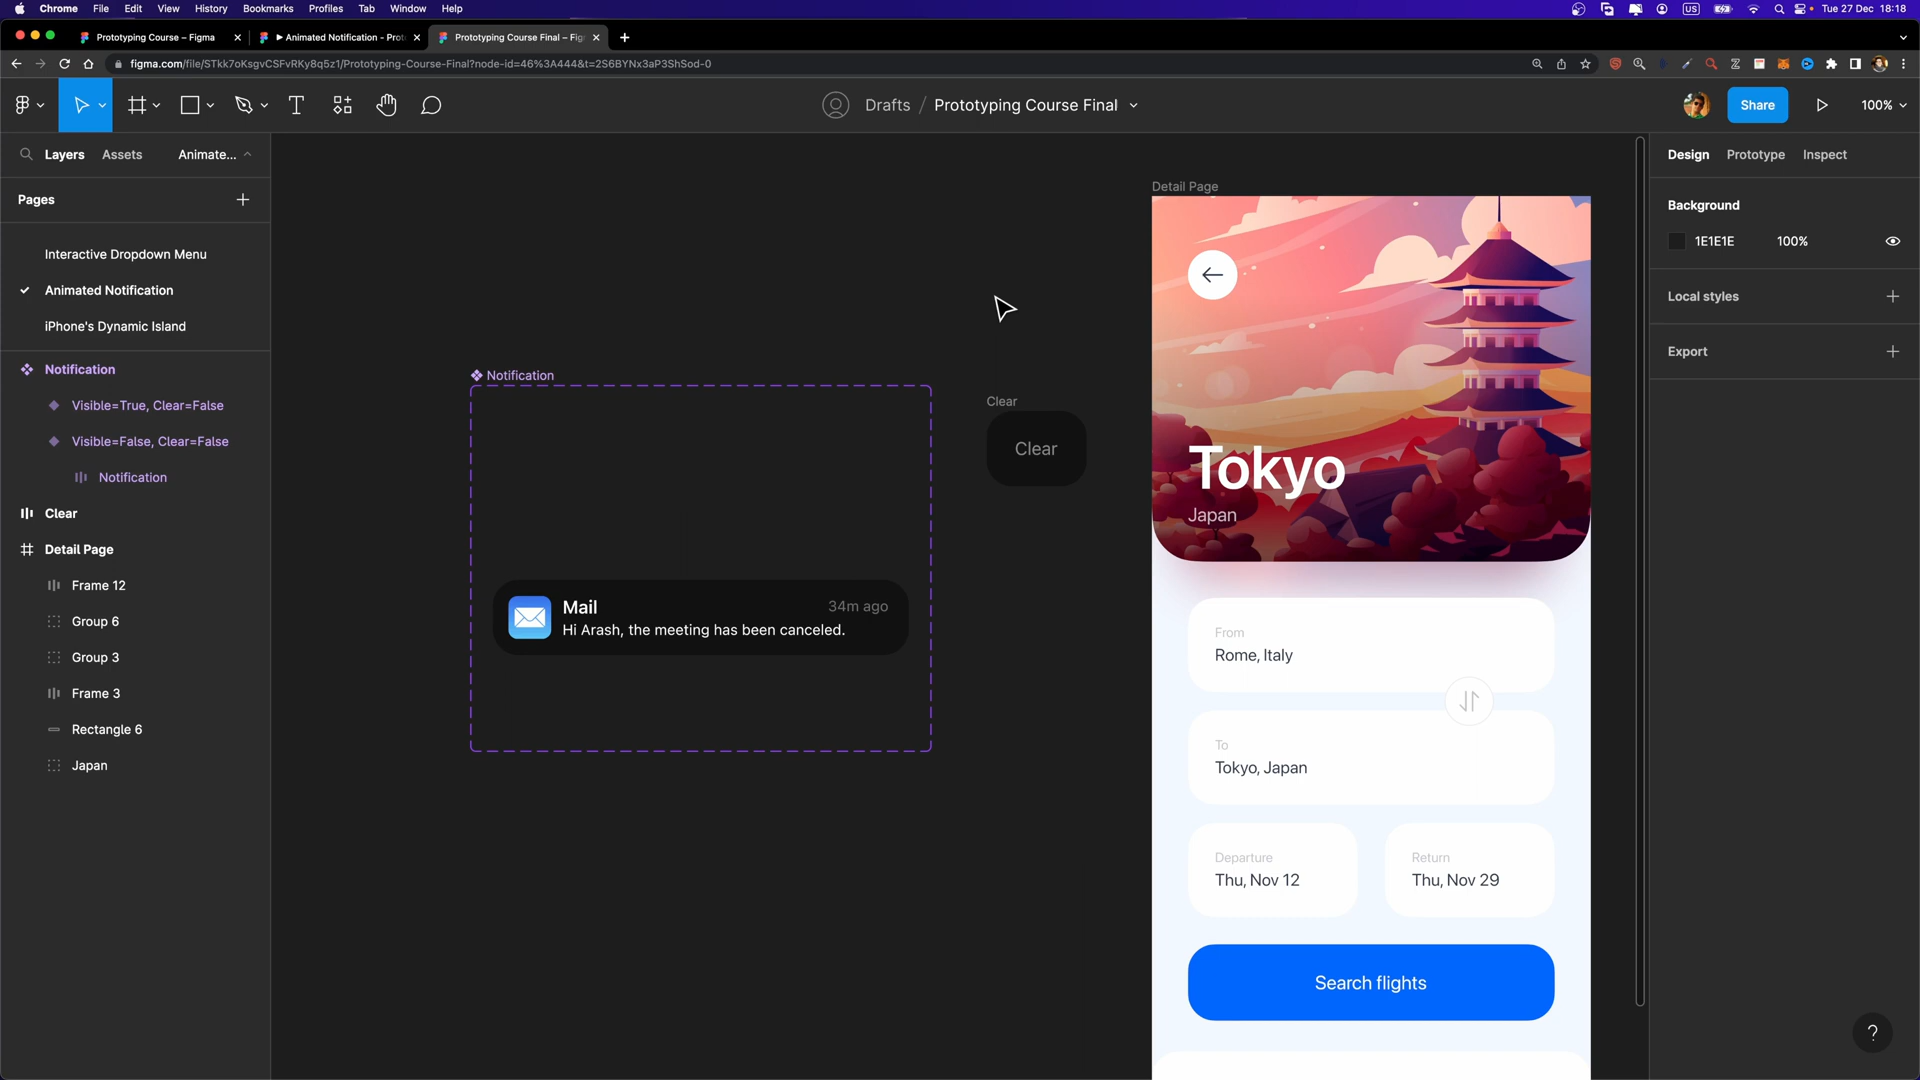 Chrome File Edit View History Bookmarks Profiles Tab Window Help
US
Tue 27 Dec 18:18
Prototyping Course – Figma
▶ Animated Notification - Prot
Prototyping Course Final – Fig
figma.com/file/STkk7oKsgvCSFvRKy8q5z1/Prototyping-Course-Final?node-id=46%3A444&t=2S6BYNx3aP3ShSod-0
Drafts / Prototyping Course Final
Share
100%
Layers Assets Animate...
Pages
Interactive Dropdown Menu
Animated Notification
iPhone's Dynamic Island
Notification
Visible=True, Clear=False
Visible=False, Clear=False
Notification
Clear
Detail Page
Frame 12
Group 6
Group 3
Frame 3
Rectangle 6
Japan
Notification
Mail
34m ago
Hi Arash, the meeting has been canceled.
Clear
Clear
Detail Page
Tokyo
Japan
From
Rome, Italy
To
Tokyo, Japan
Departure
Thu, Nov 12
Return
Thu, Nov 29
Search flights
Design Prototype Inspect
Background
1E1E1E 100%
Local styles
Export
?